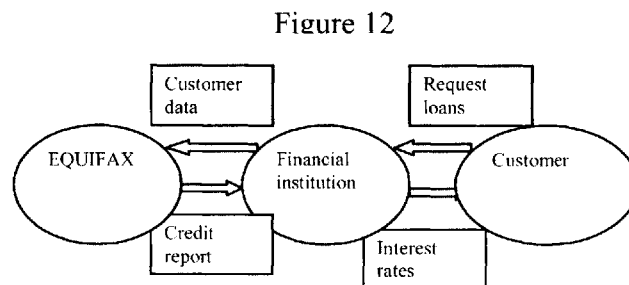 Figure 12
Customer
data
Request
loans
EQUIFAX
Financial
institution
Customer
Credit
report
Interest
rates